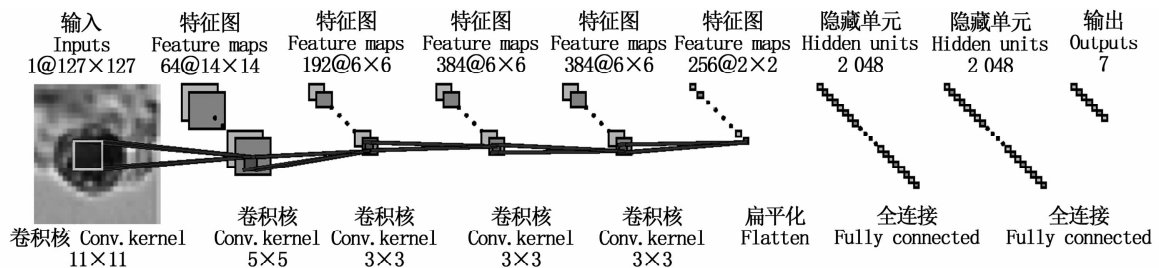 输入
Inputs
1@127×127
特征图
Feature maps
64@14×14
特征图
Feature maps
192@6×6
特征图
Feature maps
384@6×6
特征图
Feature maps
384@6×6
特征图
Feature maps
256@2×2
隐藏单元
Hidden units
2 048
隐藏单元
Hidden units
2 048
输出
Outputs
7
卷积核 Conv.kernel
11×11
卷积核
Conv.kernel
5×5
卷积核
Conv.kernel
3×3
卷积核
Conv.kernel
3×3
卷积核
Conv.kernel
3×3
扁平化
Flatten
全连接
Fully connected
全连接
Fully connected